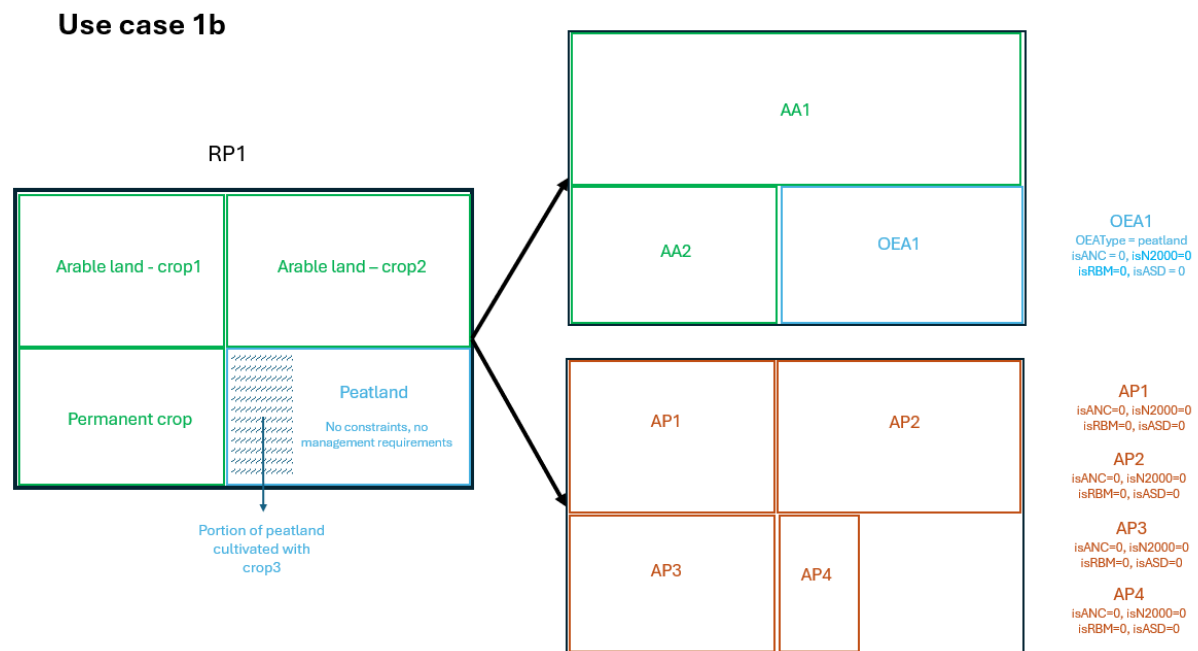 Use case 1b
RP1
Arable land - crop1
Arable land – crop2
Permanent crop
Peatland
No constraints, no
management requirements
Portion of peatland
cultivated with
crop3
AA1
AA2
OEA1
OEA1
OEAType = peatland
isANC = 0, isN2000=0
isRBM=0, isASD = 0
AP1
AP2
AP3
AP4
AP1
isANC=0, isN2000=0
isRBM=0, isASD=0
AP2
isANC=0, isN2000=0
isRBM=0, isASD=0
AP3
isANC=0, isN2000=0
isRBM=0, isASD=0
AP4
isANC=0, isN2000=0
isRBM=0, isASD=0